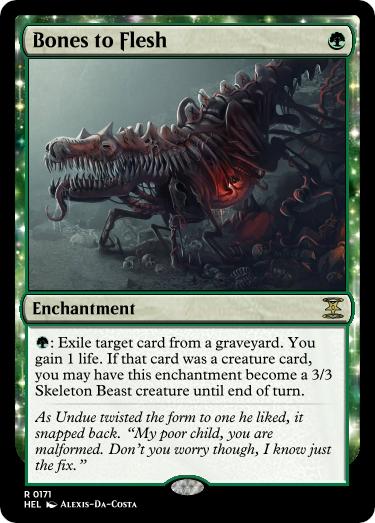 Bones to Flesh
Enchantment
: Exile target card from a graveyard. You
gain 1 life. If that card was a creature card,
you may have this enchantment become a 3/3
Skeleton Beast creature until end of turn.
As Undue twisted the form to one he liked, it
snapped back. “My poor child, you are
malformed. Don’t you worry though, I know just
the fix.”
R 0171
HEL Alexis-Da-Costa